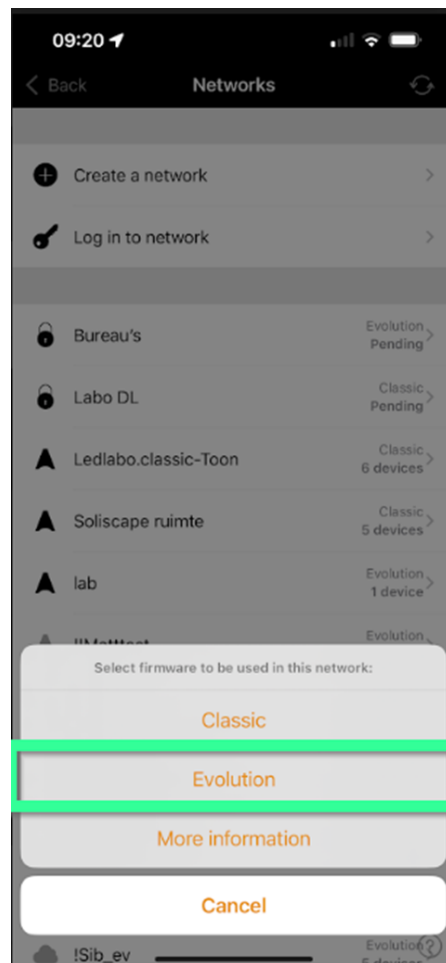 09:20
Back
Networks
Create a network
Log in to network
Bureau's
Evolution
Pending
Labo DL
Classic
Pending
Ledlabo.classic-Toon
Classic
6 devices
Soliscape ruimte
Classic
5 devices
lab
Evolution
1 device
Evolution
Select firmware to be used in this network:
Classic
Evolution
More information
Cancel
!Sib_ev
Evolution
?